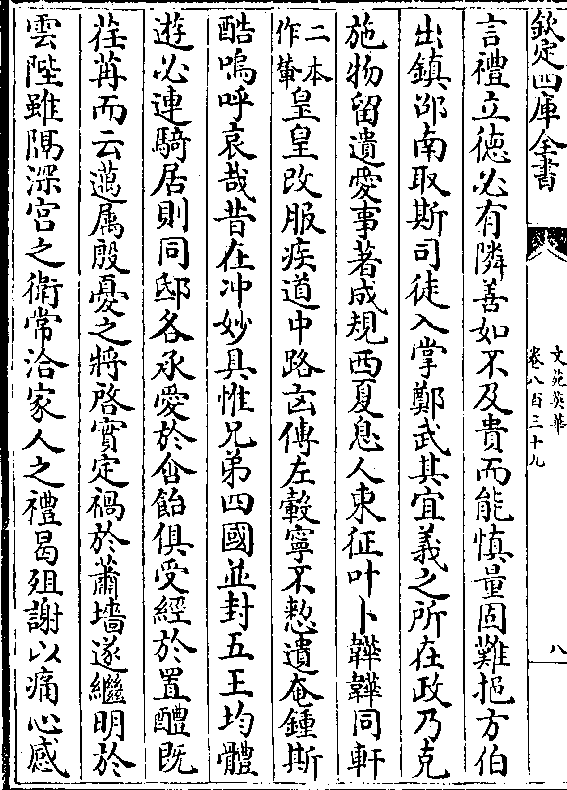 欽定四庫全書
文苑英華
卷八百三十九
八
言禮立徳必有隣善如不及貴而能慎量固難挹方伯
出鎮邵南取斯司徒入掌鄭武其宜義之所在政乃克
施物留遺愛事著成規西夏息人東征叶卜韡韡同軒
二本作輦皇皇改服疾道中路訃傳左轂寧不慭遺奄鍾斯
酷嗚呼哀哉昔在沖妙具惟兄弟四國並封五王均體
遊必連騎居則同邸各承愛於含飴俱受經於置醴既
荏苒而云邁屬殷憂之將啓實定禍於蕭墻遂繼明於
雲陛雖隔深宮之衛常洽家人之禮曷殂謝以痛心感